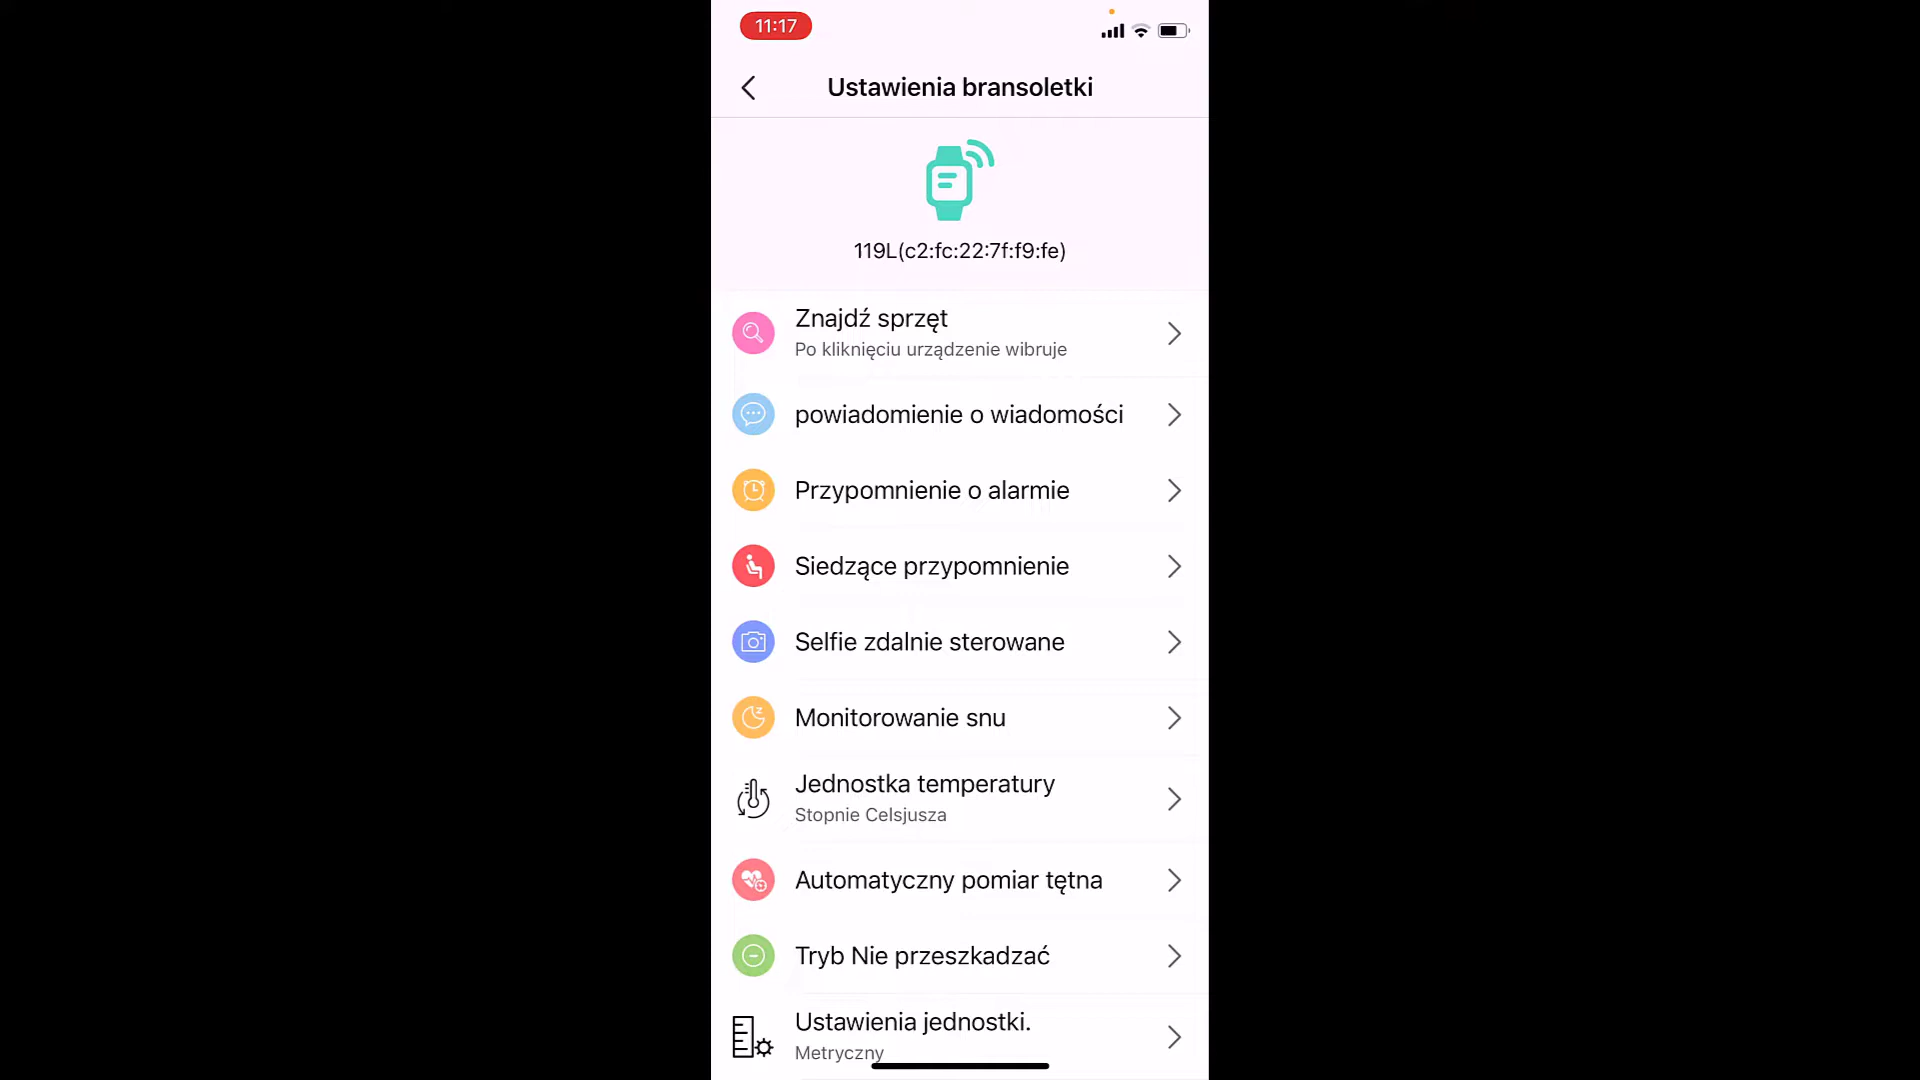 11:17
Ustawienia bransoletki
119L(c2:fc:22:7f:f9:fe)
Znajdź sprzęt
Po kliknięciu urządzenie wibruje
powiadomienie o wiadomości
Przypomnienie o alarmie
Siedzące przypomnienie
Selfie zdalnie sterowane
Monitorowanie snu
Jednostka temperatury
Stopnie Celsjusza
Automatyczny pomiar tętna
Tryb Nie przeszkadzać
Ustawienia jednostki.
Metryczny